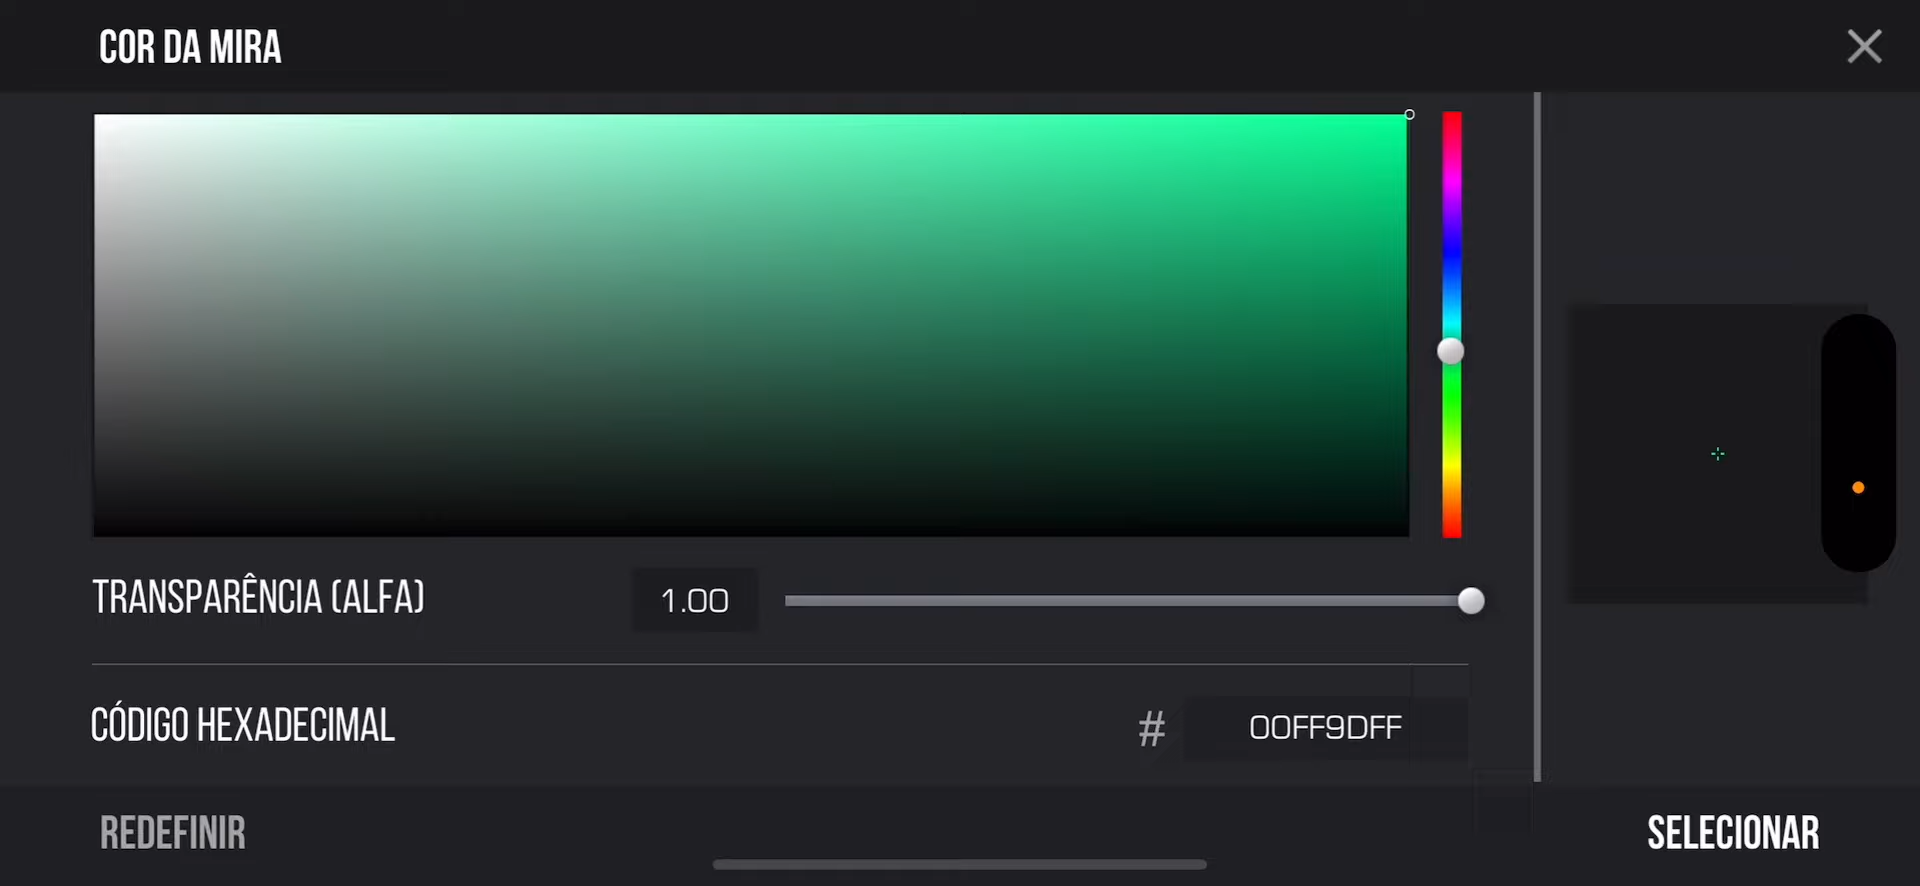 COR DA MIRA
TRANSPARÊNCIA (ALFA) 1.00
CÓDIGO HEXADECIMAL # 00FF9DFF
REDEFINIR SELECIONAR